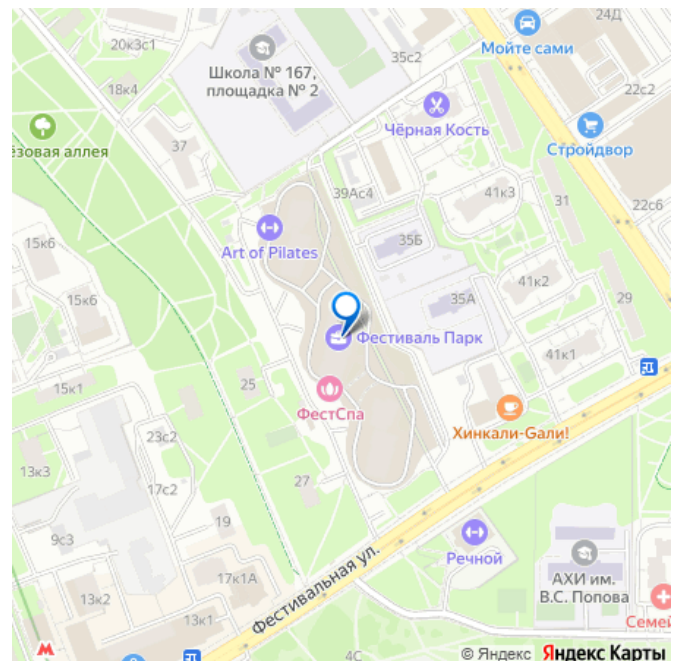 24Д
20к3с1
Мойте сами
Школа № 167,
площадка № 2
35с2
18к4
22с2
Чёрная Кость
Стройдвор
ёзовая аллея
37
39Ас4
41к3
31
22с6
Art of Pilates
35Б
15к6
41к2
15к6
35А
29
Фестиваль Парк
41к1
25
15к1
ФестСпа
Хинкали-Gали!
23с2
13к3
27
17с2
19
9с3
Речной
Фестивальная ул.
АХИ им.
В.С. Попова
17к1А
13к2
Семей
13к1
4С
© Яндекс Яндекс Карты